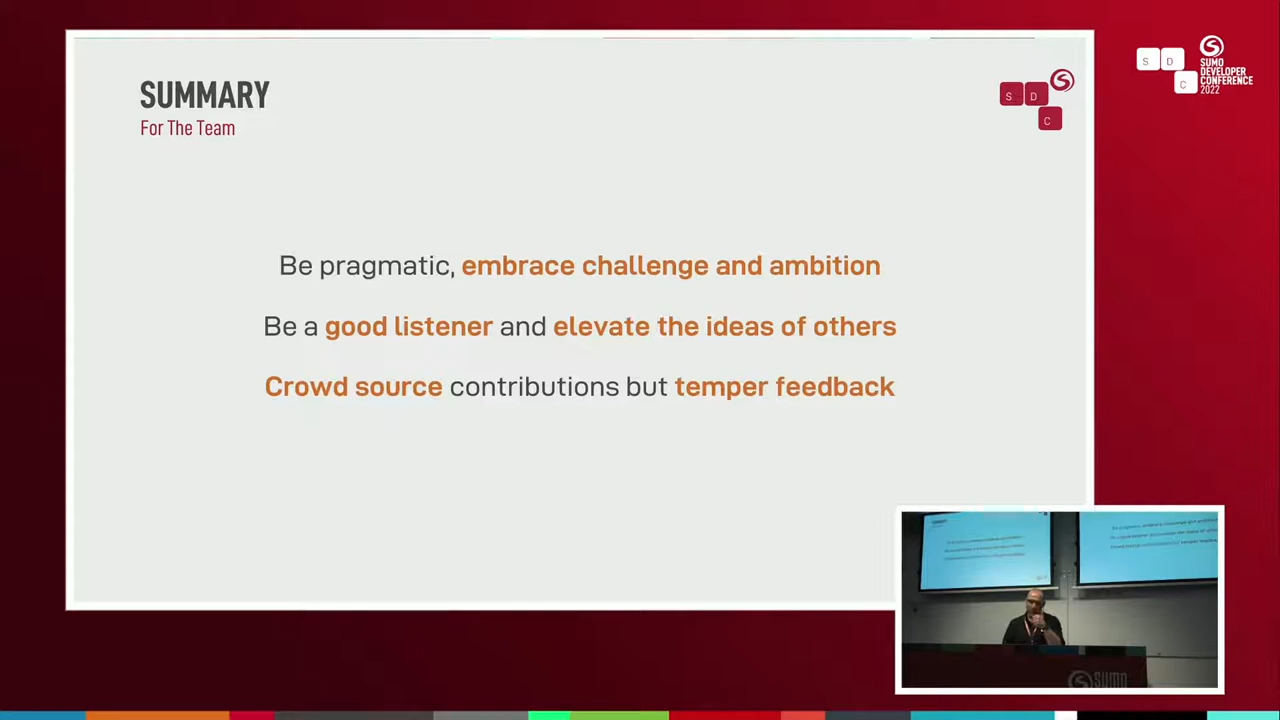 SUMMARY
For The Team
S D
C
Be pragmatic, embrace challenge and ambition
Be a good listener and elevate the ideas of others
Crowd source contributions but temper feedback
S D
C
SUMO
DEVELOPER
CONFERENCE
2022
SUMO